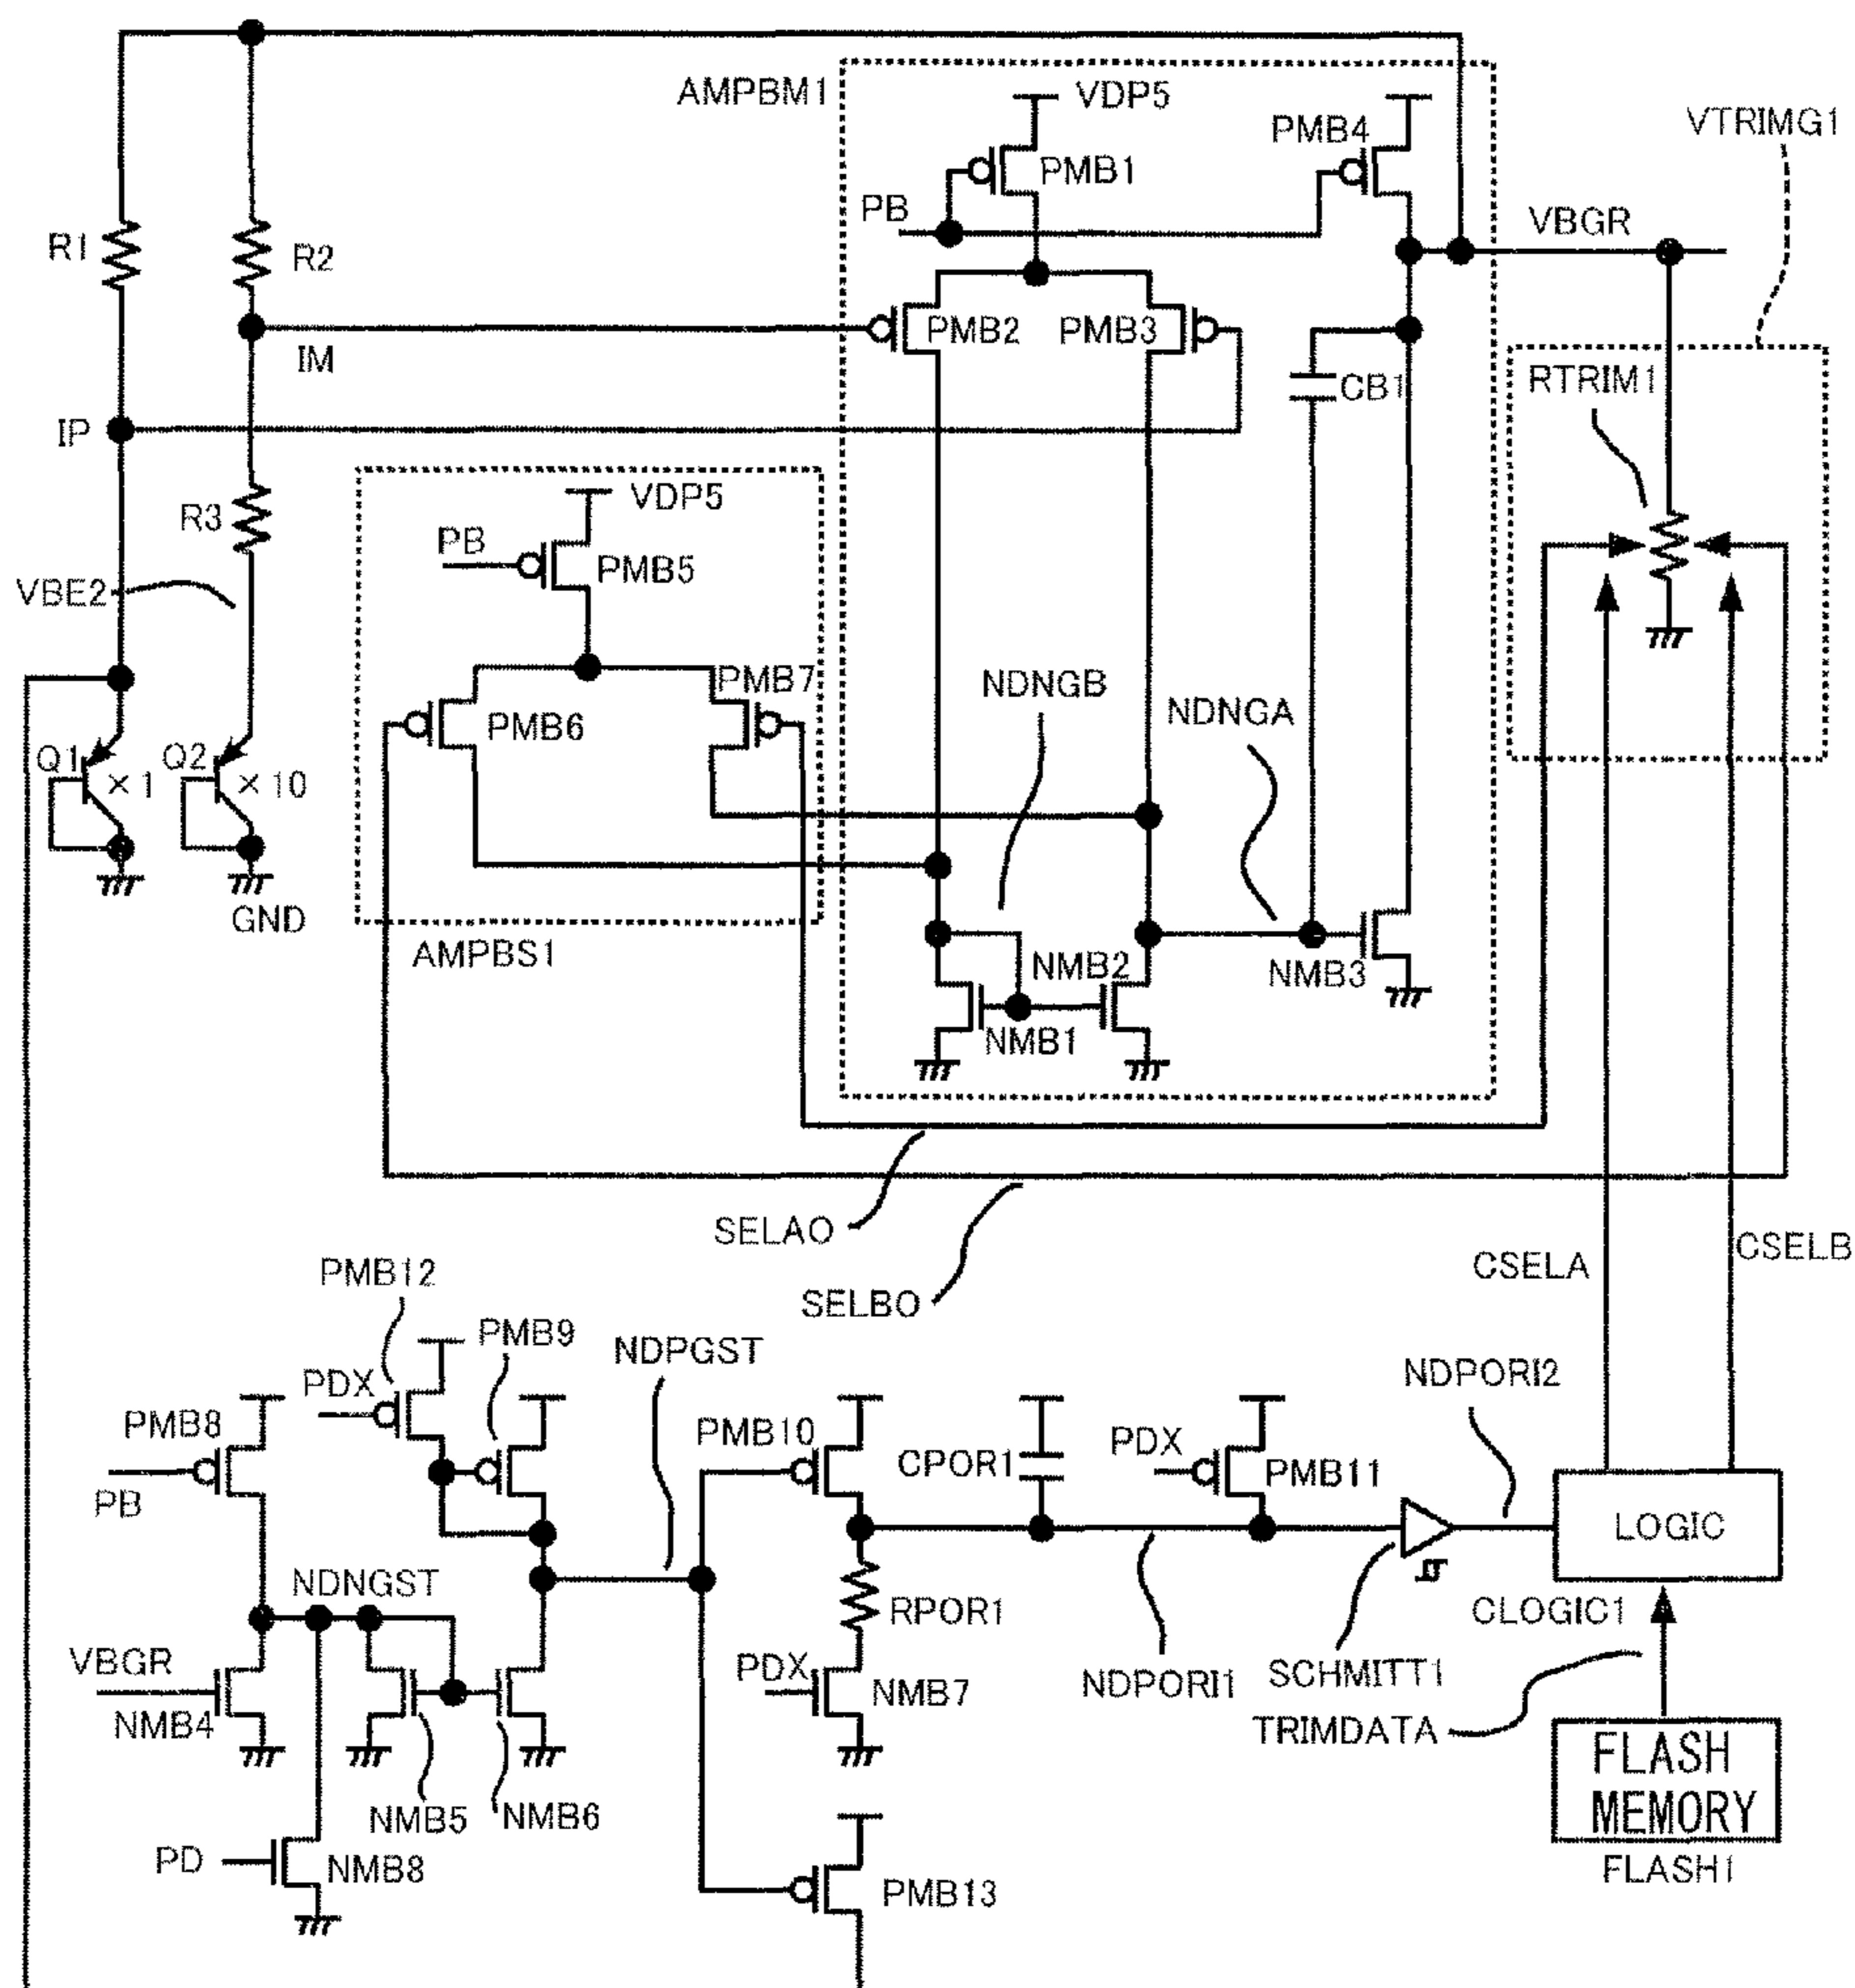 AMPBM1
VDP5
PMB4
VTRIMG1
PMB1
PB
VBGR
R1
R2
PMB2
PMB3
IM
CB1
RTRIM1
IP
VDP5
R3
PB
PMB5
VBE2
PMB7
NDNGB
NDNGA
PMB6
Q1
×1
Q2
×10
GND
AMPBS1
NMB2
NMB3
NMB1
SELAO
CSELB
CSELA
PMB12
SELBO
PMB9
NDPGST
NDPORI2
PDX
PMB8
PMB10
CPOR1
PDX
PMB11
PB
LOGIC
NDNGST
RPOR1
CLOGIC1
VBGR
PDX
NMB7
NDPORI1
SCHMITT1
NMB4
TRIMDATA
FLASH
MEMORY
NMB5
NMB6
PD
NMB8
PMB13
FLASH1